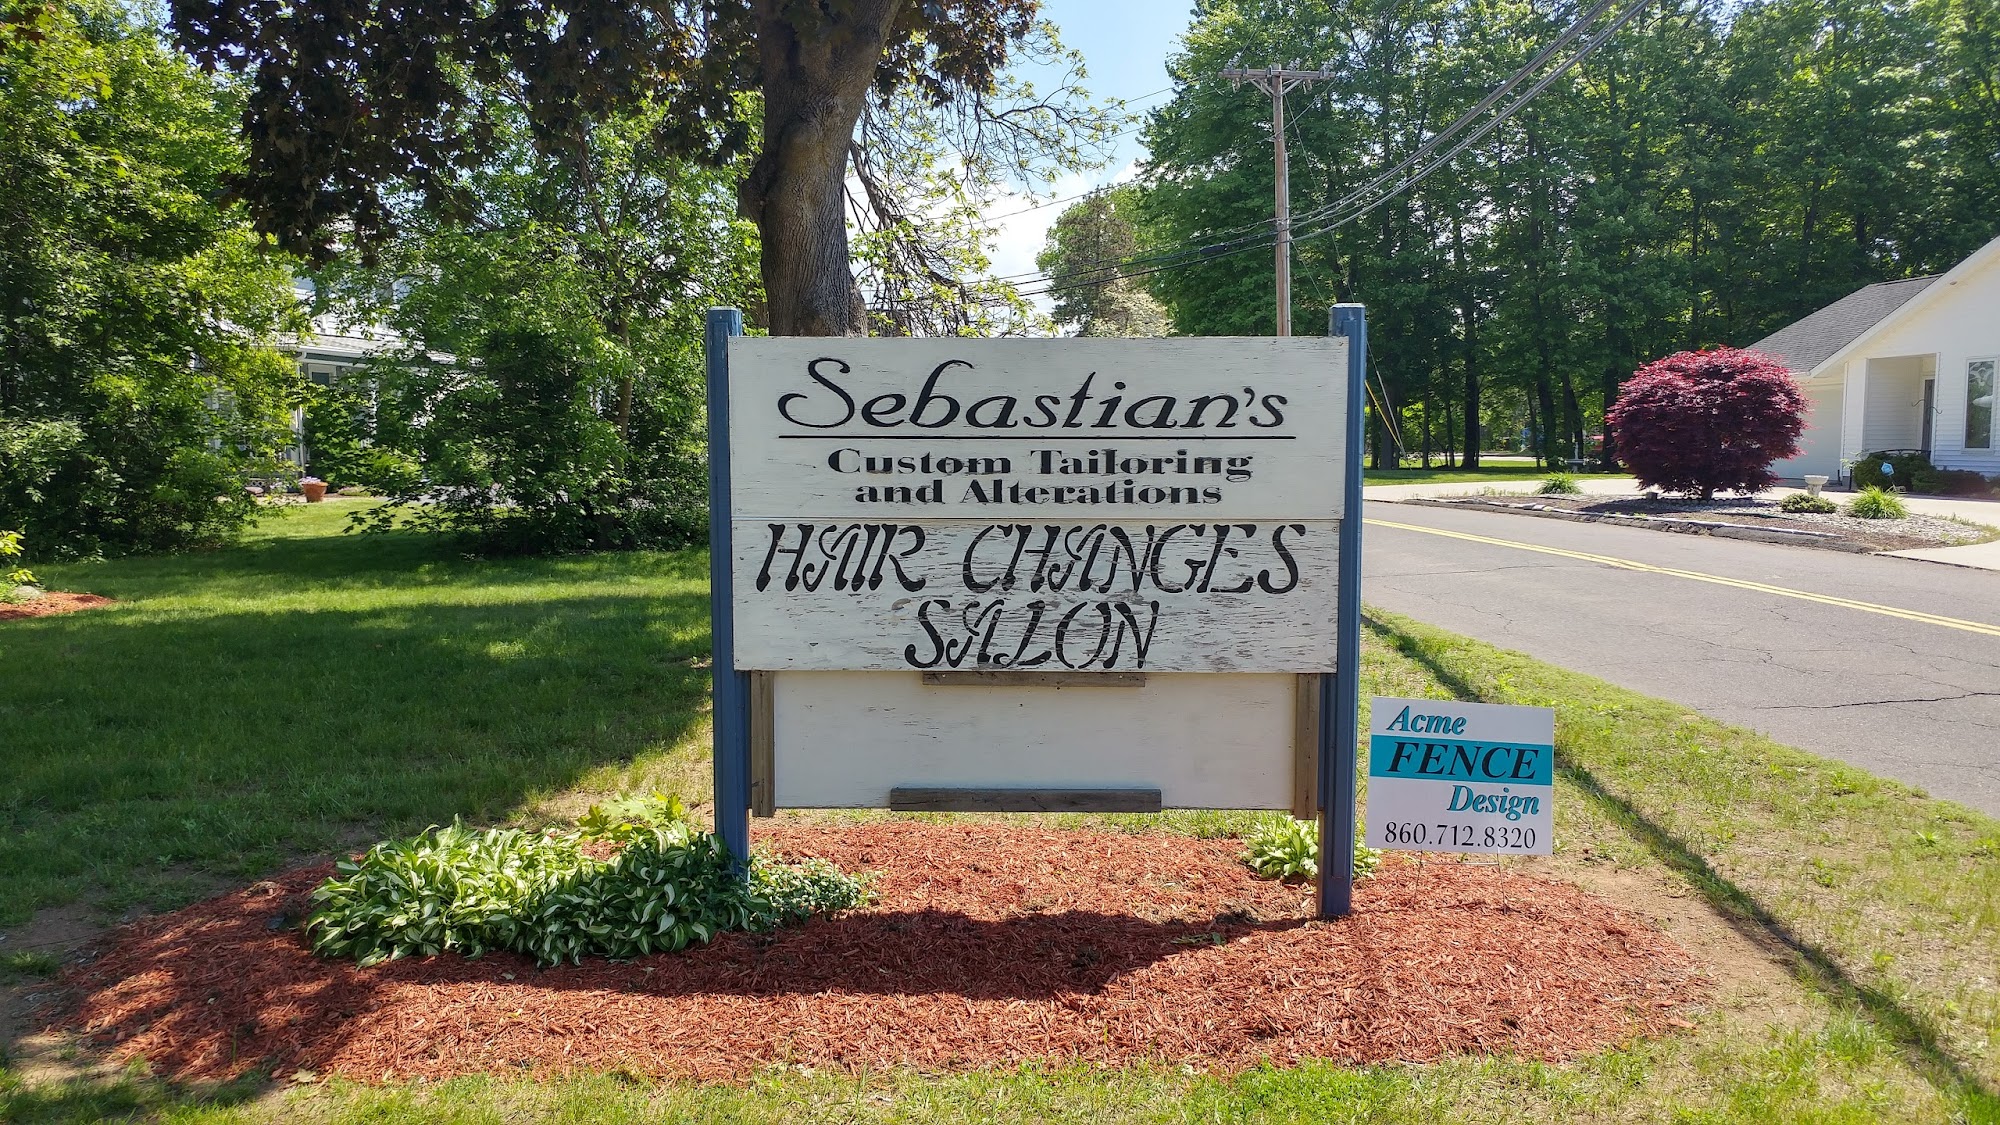 Sebastian's
Custom Tailoring
and Alterations
HAIR CHANGES
SALON
Acme
FENCE
Design
860.712.8320